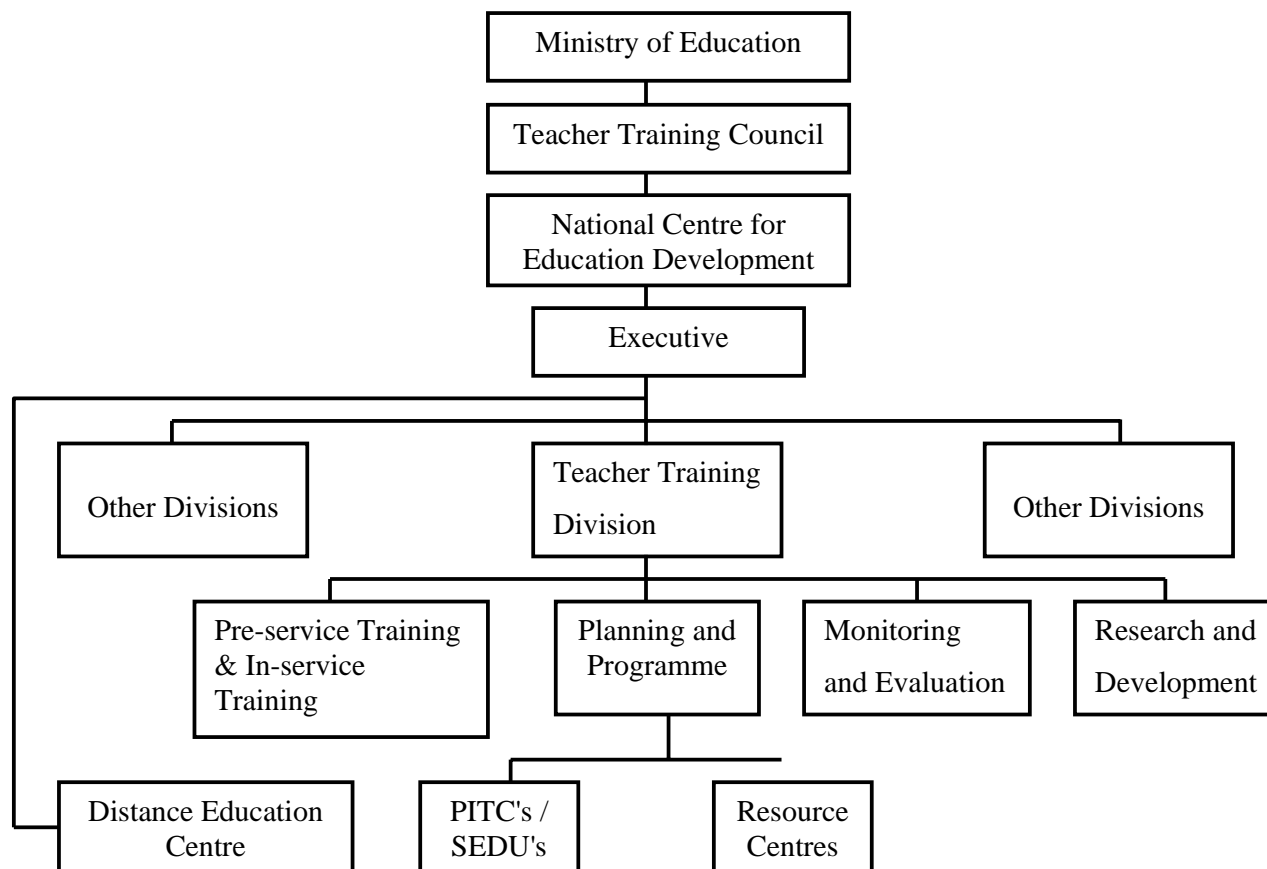 Ministry of Education
Teacher Training Council
National Centre for
Education Development
Executive
Other Divisions
Teacher Training
Division
Other Divisions
Pre-service Training
& In-service
Training
Planning and
Programme
Monitoring
and Evaluation
Research and
Development
Distance Education
Centre
PITC's /
SEDU's
Resource
Centres